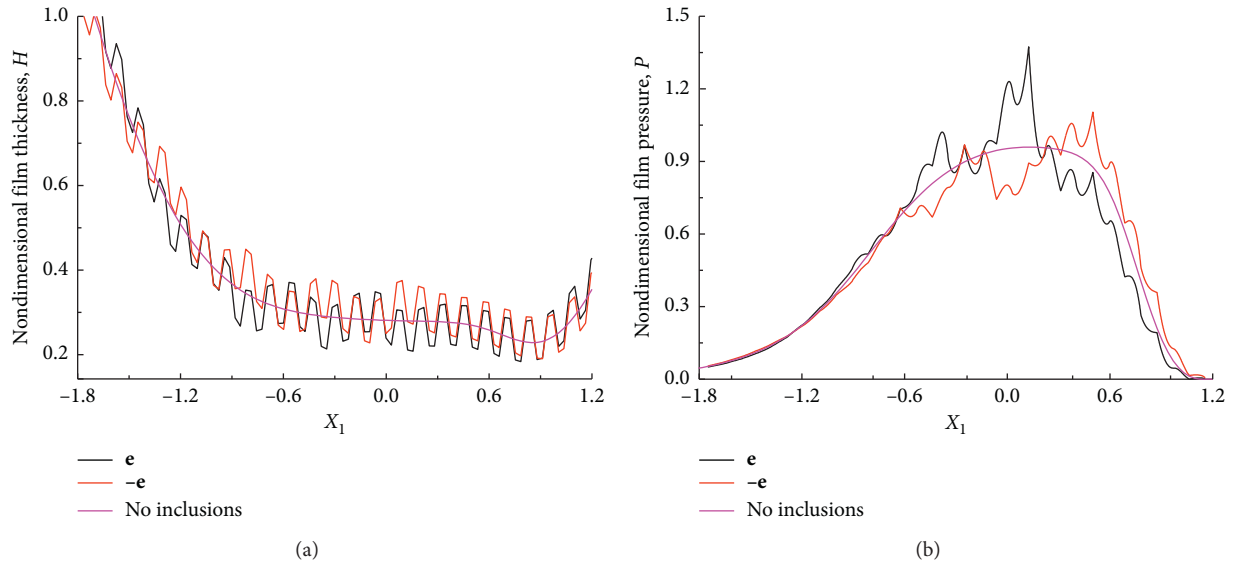 Nondimensional film thickness, H
1.0
0.8
0.6
0.4
0.2
–1.8
–1.2
–0.6
0.0
0.6
1.2
X1
e
–e
No inclusions
(a)
Nondimensional film pressure, P
1.5
1.2
0.9
0.6
0.3
0.0
–1.8
–1.2
–0.6
0.0
0.6
1.2
X1
e
–e
No inclusions
(b)